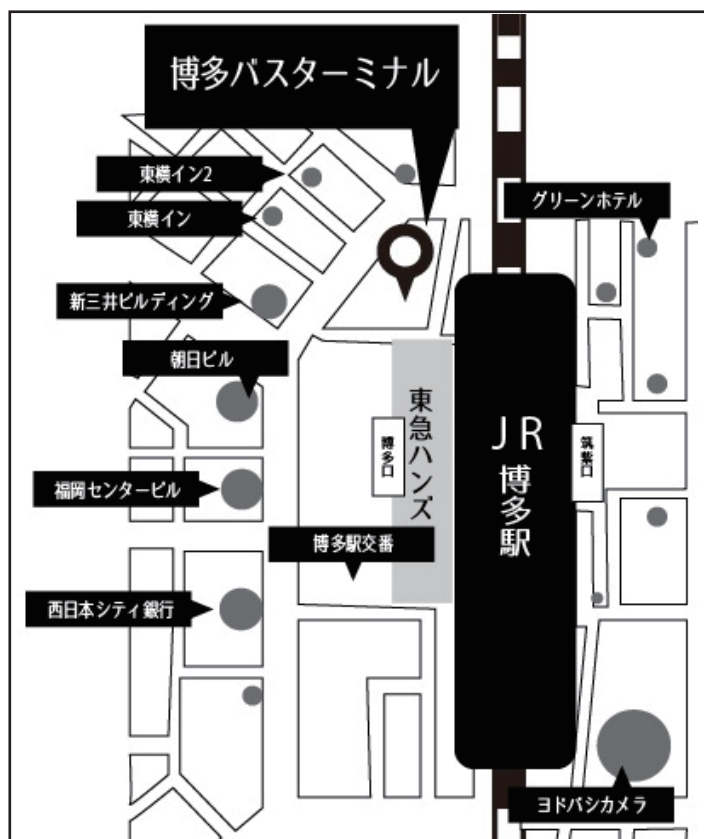 博多バスターミナル
東横イン2
東横イン
グリーンホテル
新三井ビルディング
朝日ビル
東急ハンズ
博多口
JR
博多駅
筑紫口
福岡センタービル
博多駅交番
西日本シティ銀行
ヨドバシカメラ